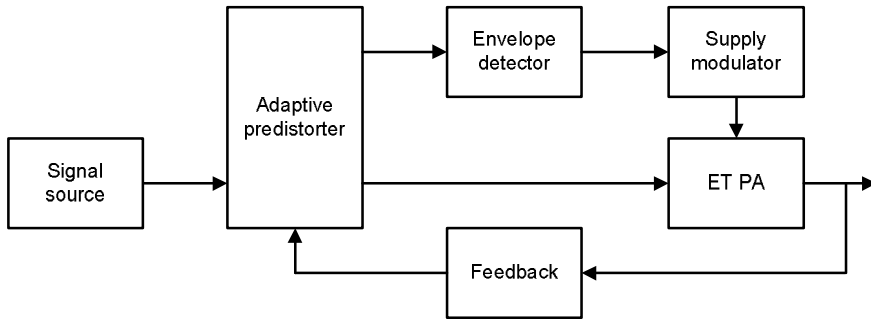 Envelope
detector
Supply
modulator
Adaptive
predistorter
Signal
source
ET PA
Feedback